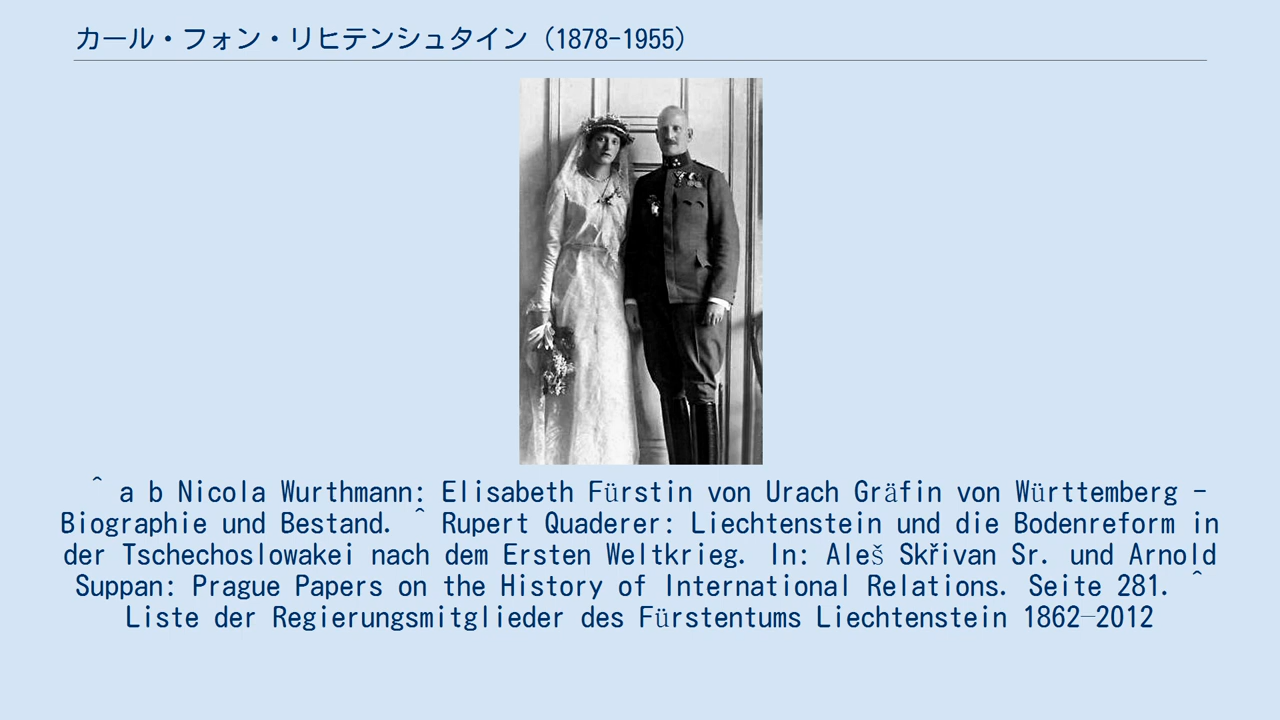 カール・フォン・リヒテンシュタイン（1878-1955）
^ a b Nicola Wurthmann: Elisabeth Fürstin von Urach Gräfin von Württemberg -
Biographie und Bestand. ^ Rupert Quaderer: Liechtenstein und die Bodenreform in
der Tschechoslowakei nach dem Ersten Weltkrieg. In: Aleš Skřivan Sr. und Arnold
Suppan: Prague Papers on the History of International Relations. Seite 281. ^
Liste der Regierungsmitglieder des Fürstentums Liechtenstein 1862–2012